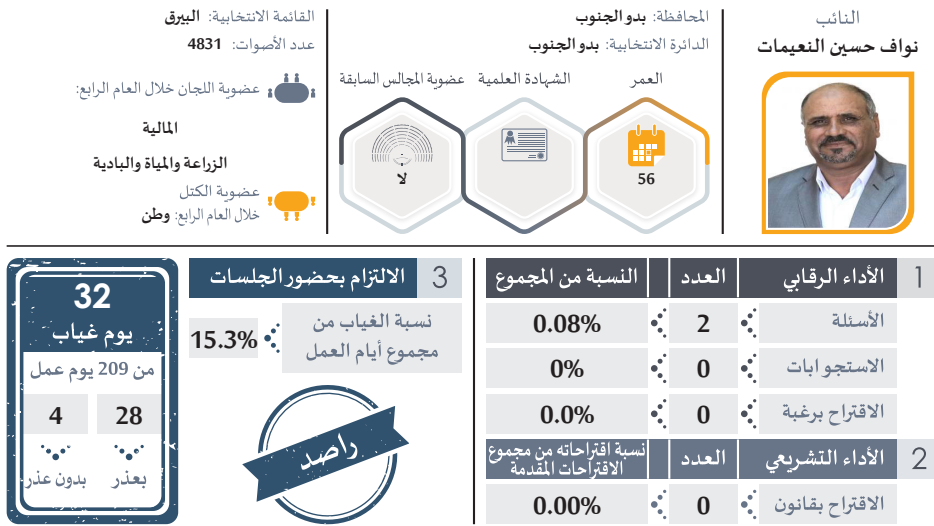 النائب
نواف حسين النعيمات
المحافظة: بدو الجنوب
الدائرة الانتخابية: بدو الجنوب
العمر
الشهادة العلمية
عضوية المجالس السابقة
56
لا
القائمة الانتخابية: البيرق
عدد الأصوات: 4831
عضوية اللجان خلال العام الرابع:
المالية
الزراعة والمياة والبادية
عضوية الكتل
خلال العام الرابع: وطن
1 الأداء الرقابي العدد النسبة من المجموع
الأسئلة 2 0.08%
الاستجوابات 0 0%
الاقتراح برغبة 0 0.0%
2 الأداء التشريعي العدد نسبة اقتراحاته من مجموع
الاقتراحات المقدمة
الاقتراح بقانون 0 0.00%
3 الالتزام بحضور الجلسات
نسبة الغياب من
مجموع أيام العمل
15.3%
راصد
32
يوم غياب
من 209 يوم عمل
28 4
بعذر بدون عذر